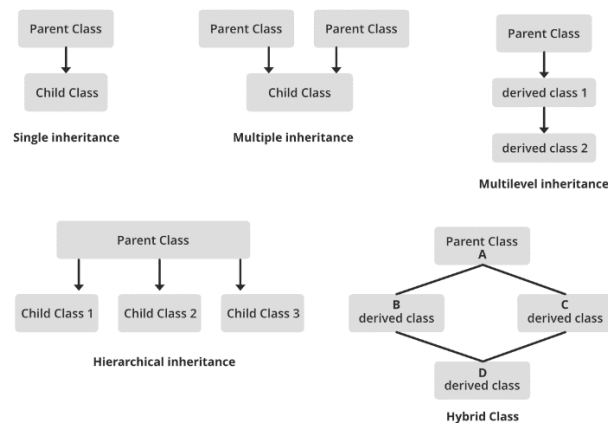 Parent Class
Child Class
Single inheritance
Parent Class
Parent Class
Child Class
Multiple inheritance
Parent Class
derived class 1
derived class 2
Multilevel inheritance
Parent Class
Child Class 1
Child Class 2
Child Class 3
Hierarchical inheritance
Parent Class
A
B
derived class
C
derived class
D
derived class
Hybrid Class